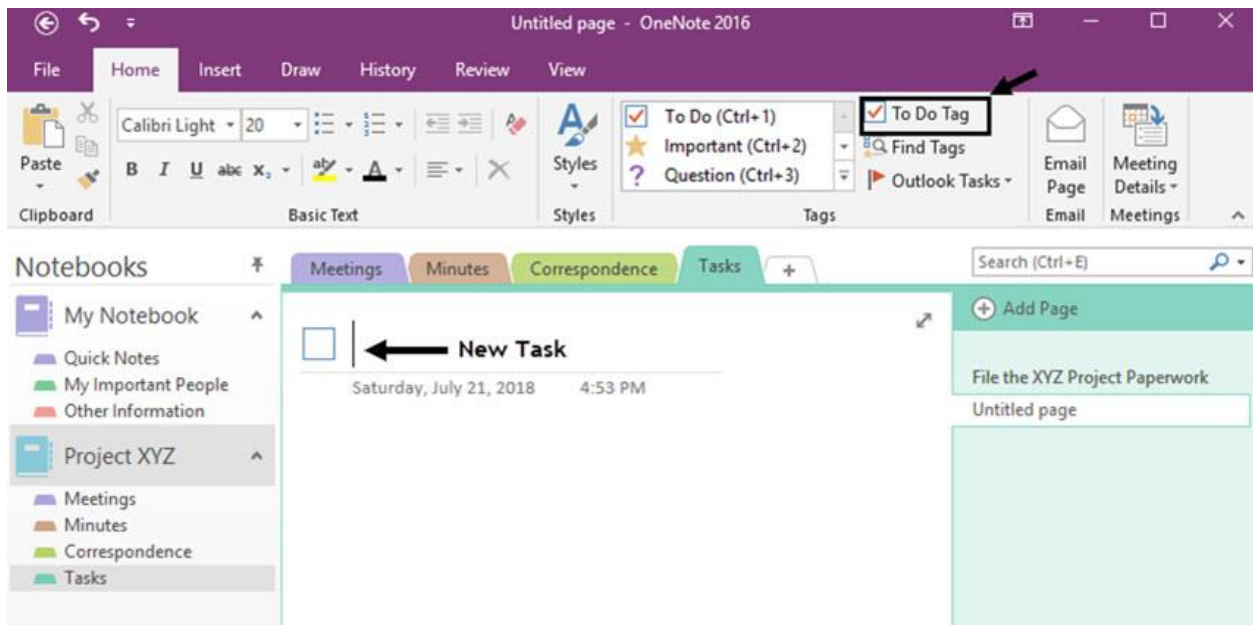 Untitled page - OneNote 2016
File Home Insert Draw History Review View
Paste
Clipboard
Calibri Light 20
B I U abc X₂ aby A
Basic Text
A
Styles
Styles
To Do (Ctrl+1)
Important (Ctrl+2)
? Question (Ctrl+3)
To Do Tag
Find Tags
Outlook Tasks
Tags
Email Page
Email
Meeting Details
Meetings
Notebooks
My Notebook
Quick Notes
My Important People
Other Information
Project XYZ
Meetings
Minutes
Correspondence
Tasks
Meetings Minutes Correspondence Tasks +
New Task
Saturday, July 21, 2018 4:53 PM
Search (Ctrl+E)
Add Page
File the XYZ Project Paperwork
Untitled page